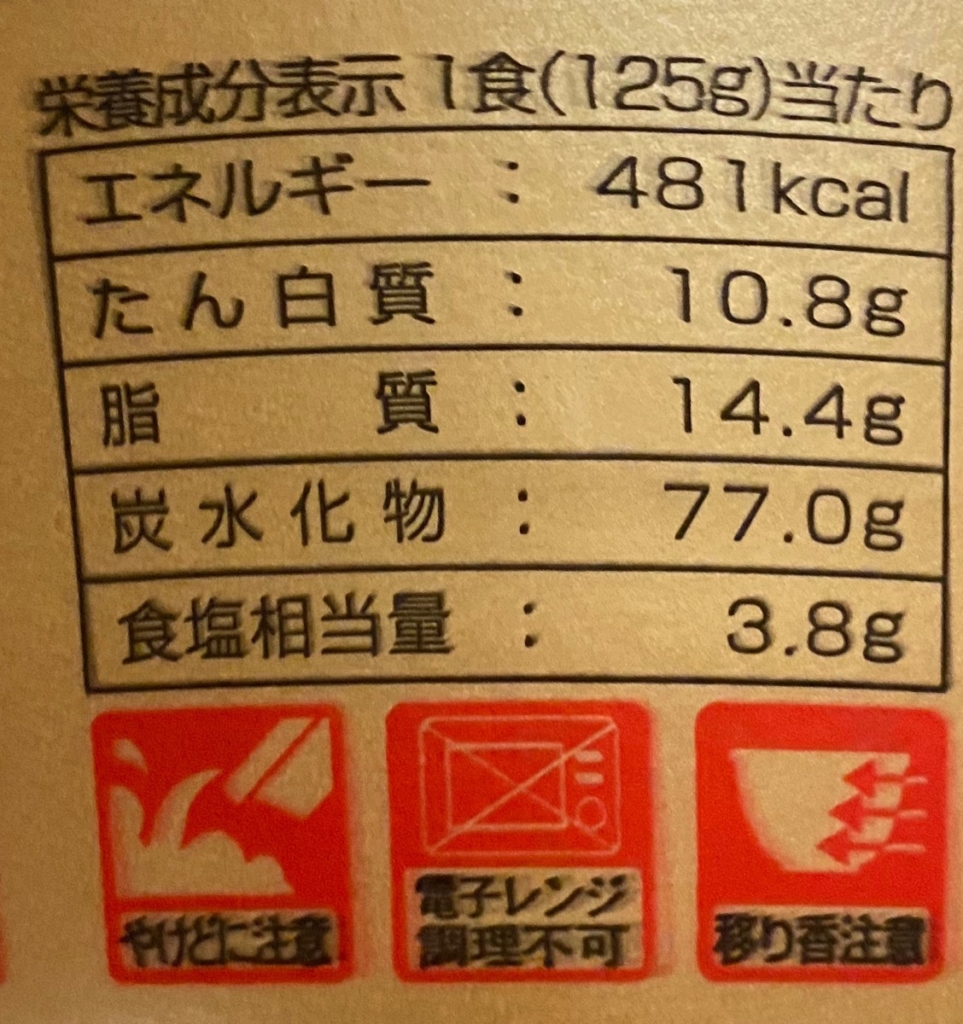 栄養成分表示 1食(125g)当たり
エネルギー : 481kcal
たん白質 : 10.8g
脂質 : 14.4g
炭水化物 : 77.0g
食塩相当量 : 3.8g
やけどに注意
電子レンジ
調理不可
移り香注意